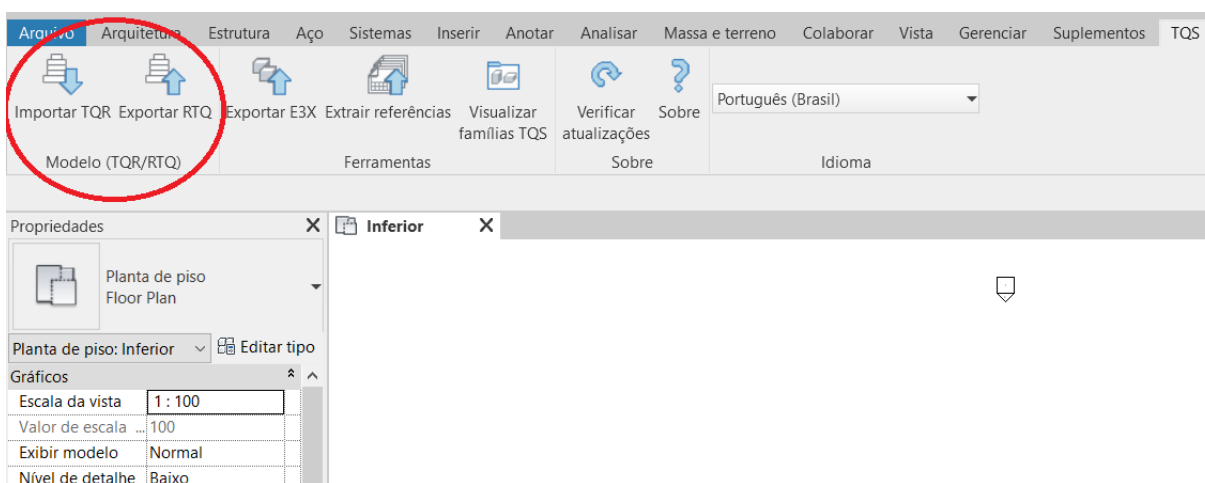 Arquivo Arquitetura Estrutura Aço Sistemas Inserir Anotar Analisar Massa e terreno Colaborar Vista Gerenciar Suplementos TQS
Importar TQR Exportar RTQ Exportar E3X Extrair referências Visualizar famílias TQS Verificar atualizações Sobre Português (Brasil)
Modelo (TQR/RTQ) Ferramentas Sobre Idioma
Propriedades X Inferior X
Planta de piso
Floor Plan
Planta de piso: Inferior Editar tipo
Gráficos
Escala da vista 1 : 100
Valor de escala ... 100
Exibir modelo Normal
Nível de detalhe Baixo